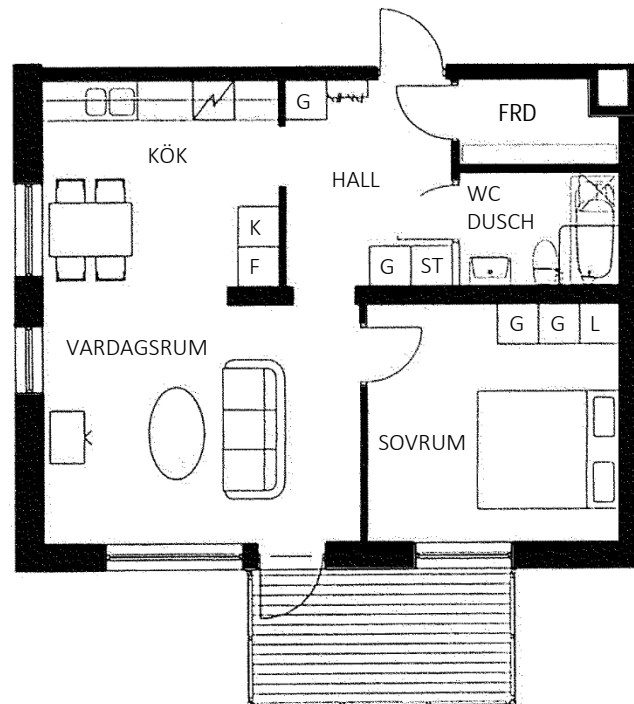 G
FRD
KÖK
HALL
WC
DUSCH
K
F
G ST
G G L
VARDAGSRUM
SOVRUM